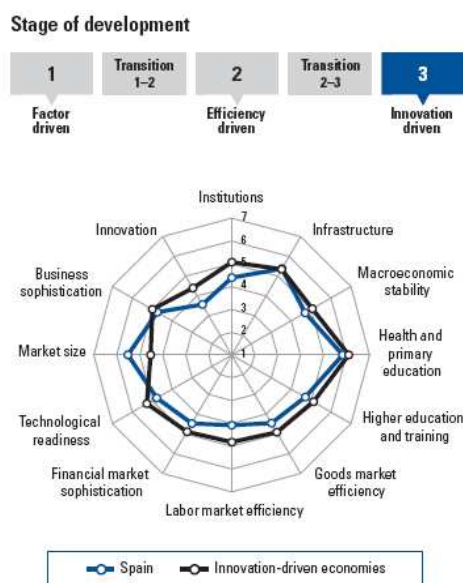 Stage of development
1
Transition
1–2
2
Transition
2–3
3
Factor
driven
Efficiency
driven
Innovation
driven
Institutions
Infrastructure
Macroeconomic
stability
Health and
primary
education
Higher education
and training
Goods market
efficiency
Labor market efficiency
Financial market
sophistication
Technological
readiness
Market size
Business
sophistication
Innovation
7
6
5
4
3
2
1
Spain
Innovation-driven economies